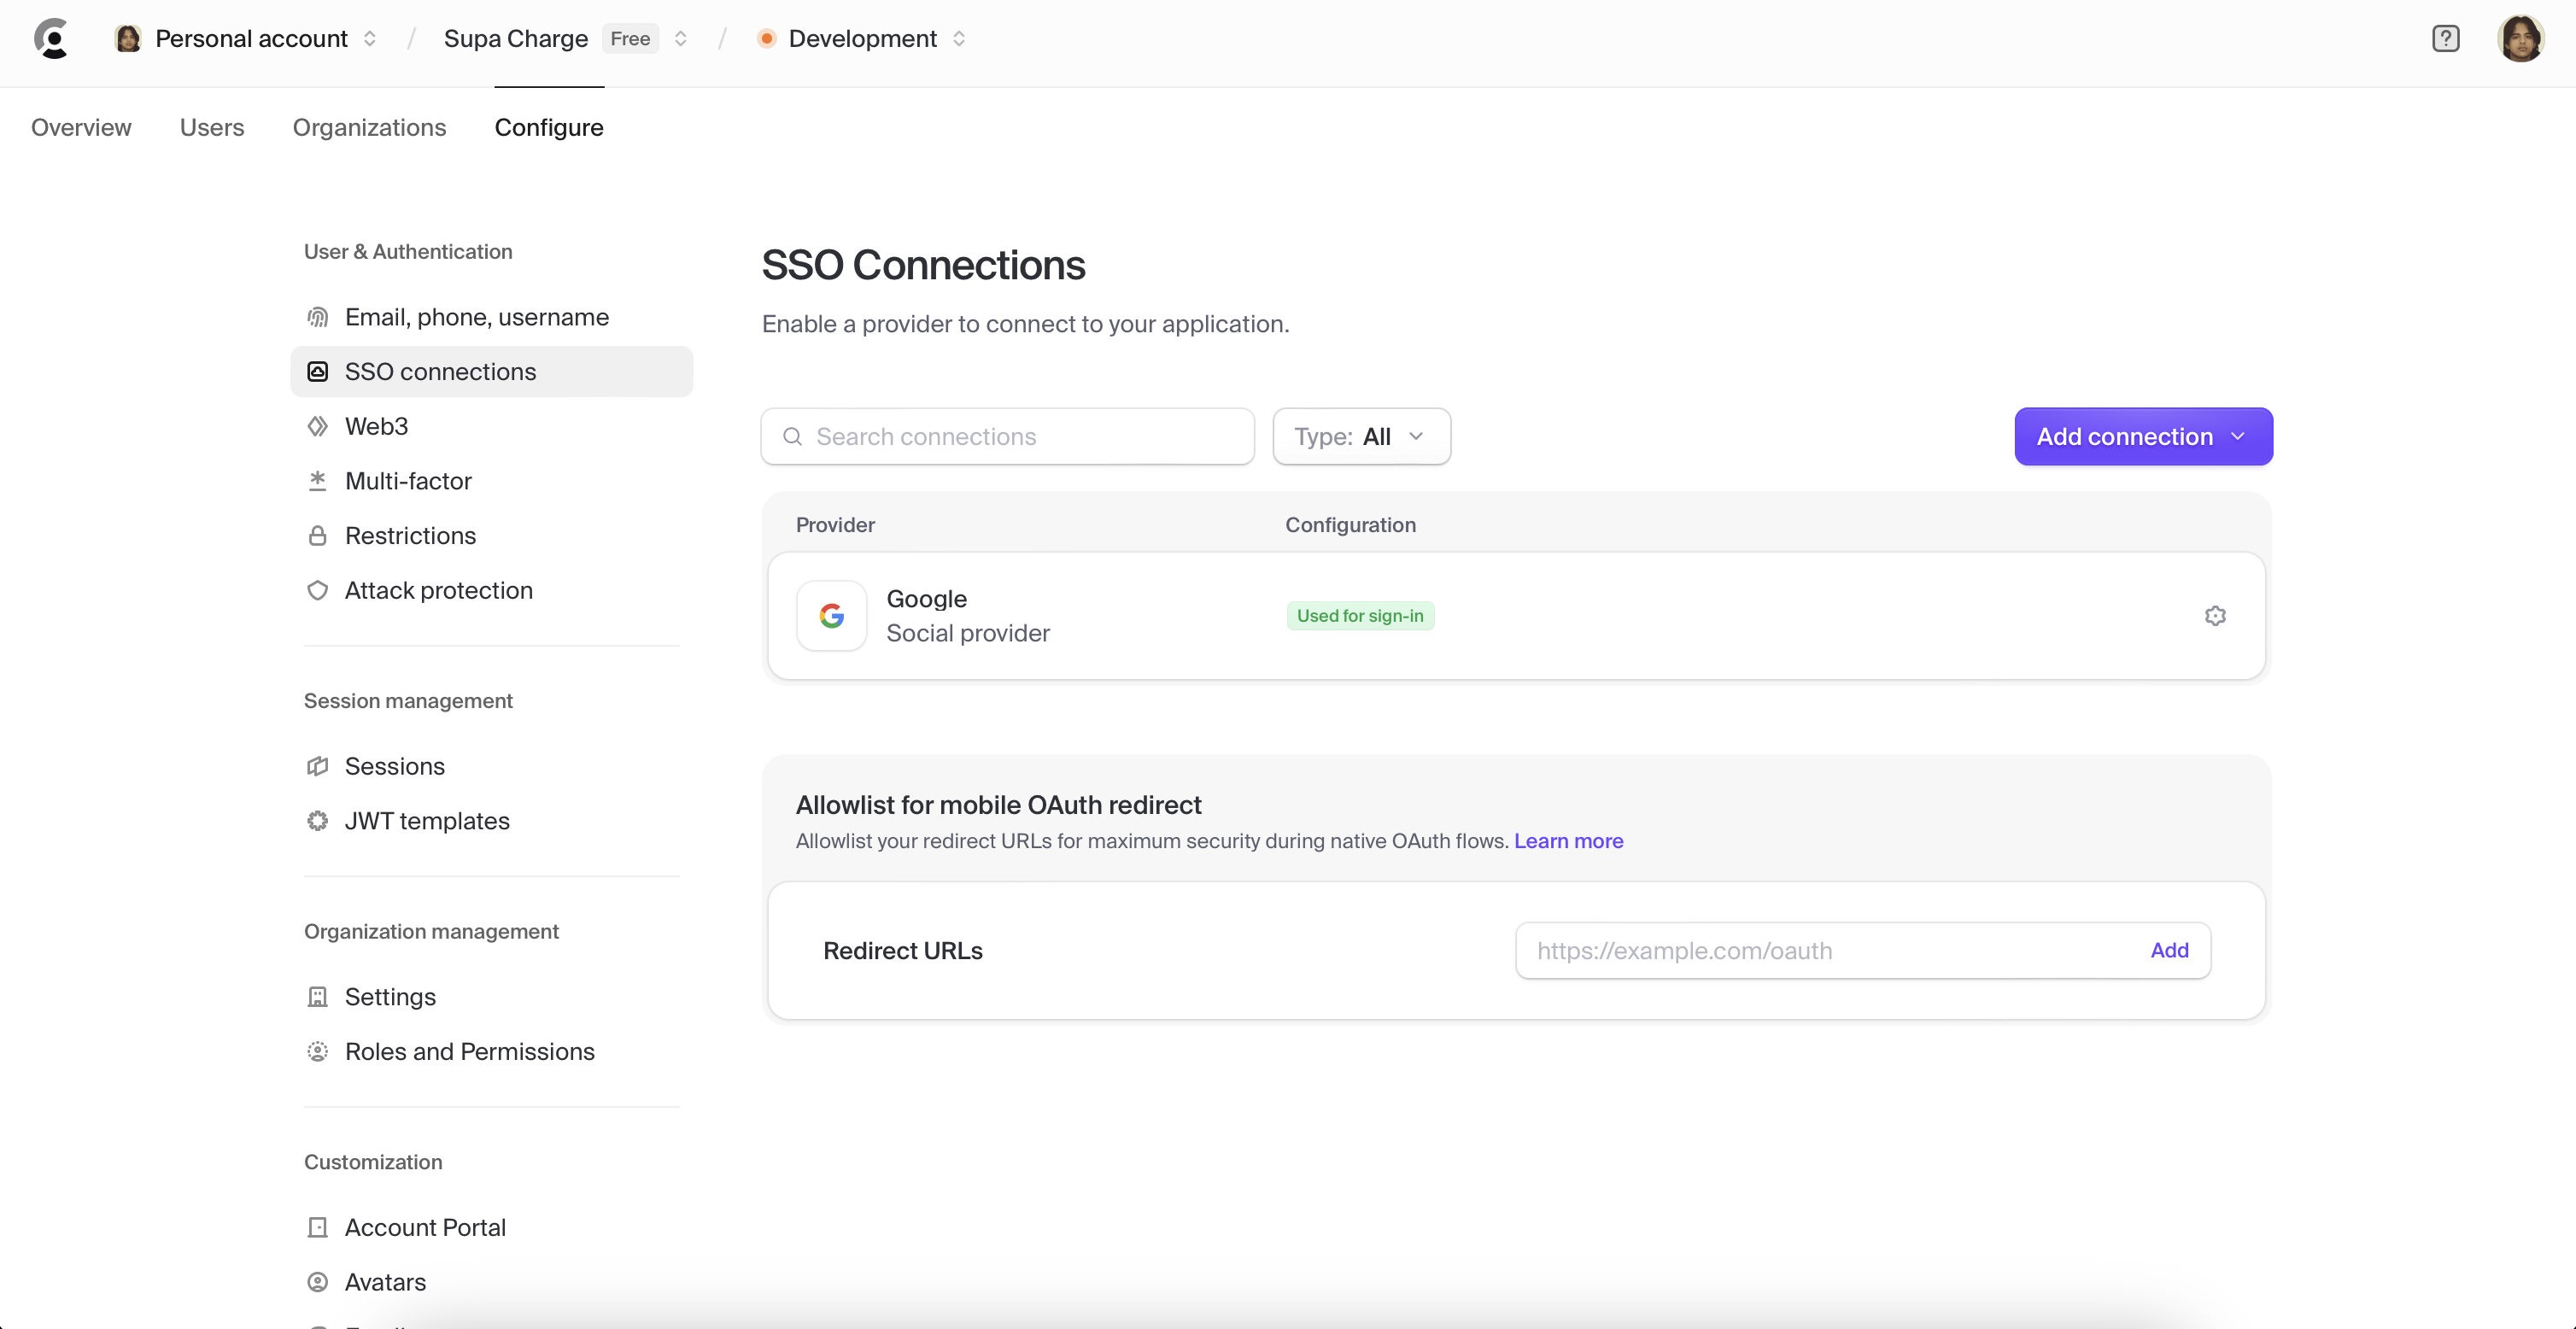 Personal account / Supa Charge Free / Development
?
Overview Users Organizations Configure
User & Authentication
Email, phone, username
SSO connections
Web3
Multi-factor
Restrictions
Attack protection
Session management
Sessions
JWT templates
Organization management
Settings
Roles and Permissions
Customization
Account Portal
Avatars
SSO Connections
Enable a provider to connect to your application.
Search connections
Type: All
Add connection
Provider Configuration
Google
Social provider
Used for sign-in
Allowlist for mobile OAuth redirect
Allowlist your redirect URLs for maximum security during native OAuth flows. Learn more
Redirect URLs
https://example.com/oauth
Add